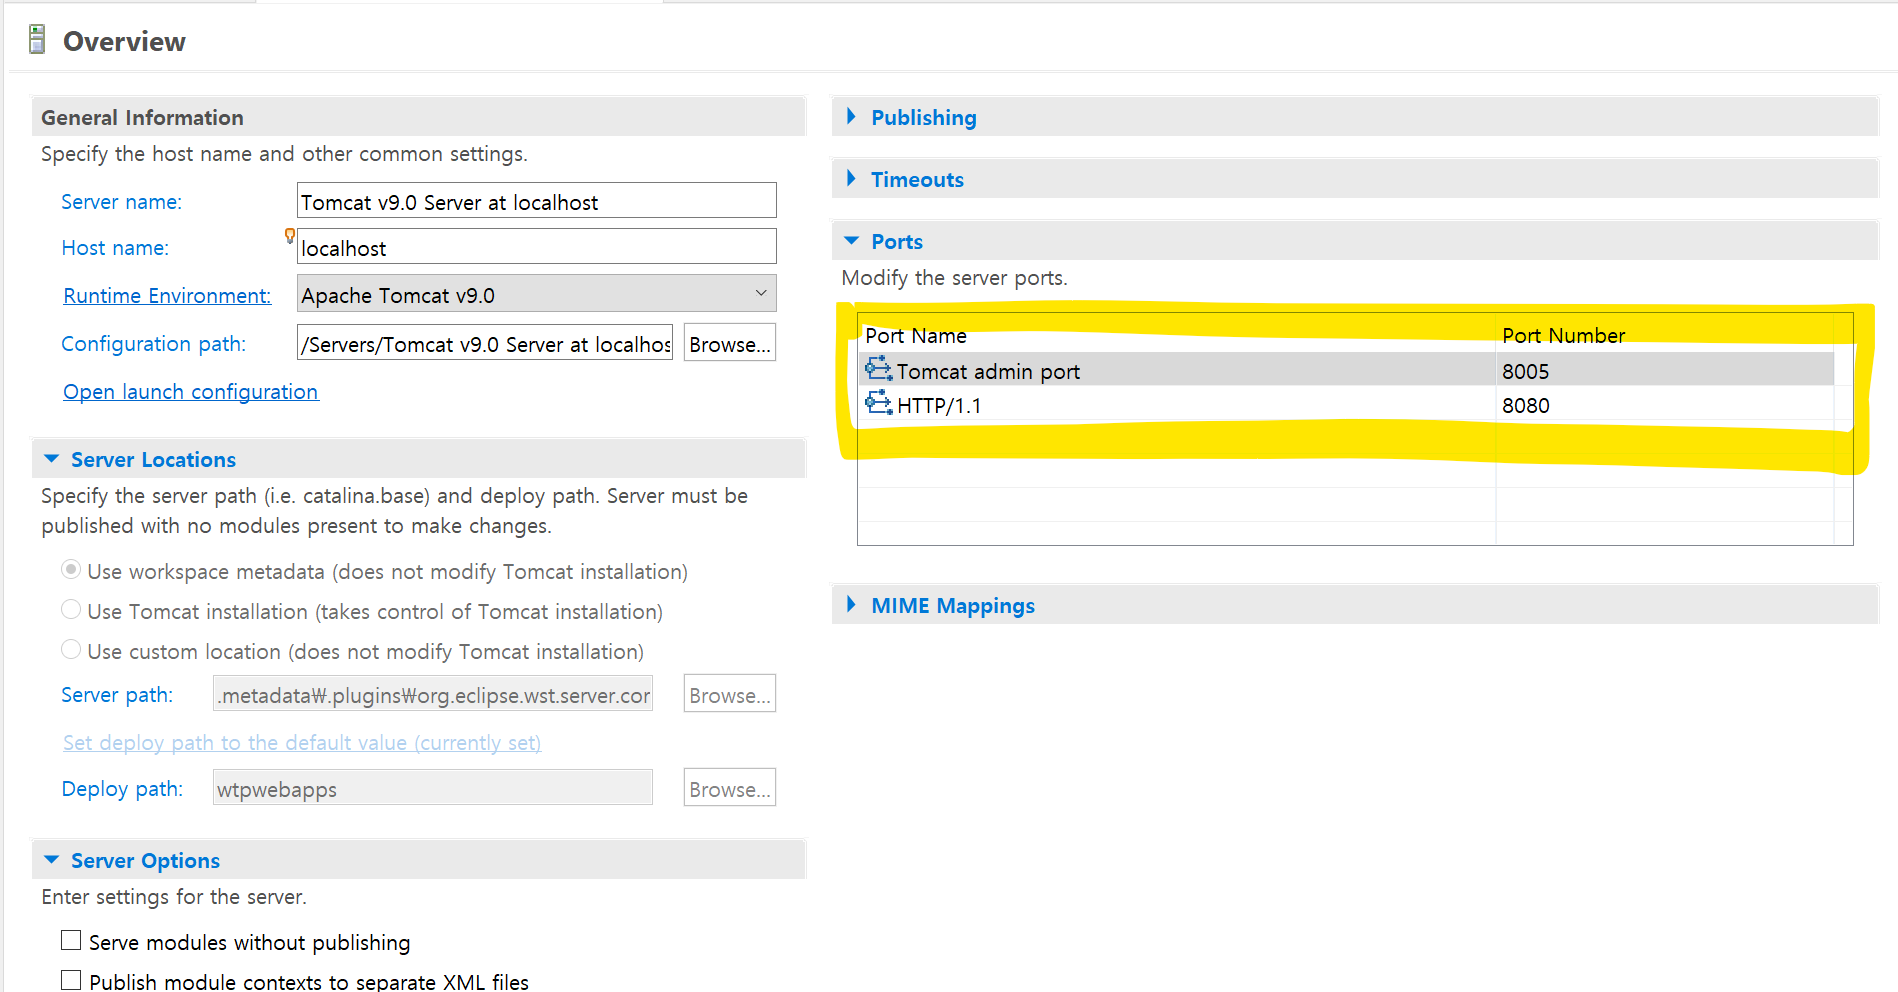 Overview
General Information
Specify the host name and other common settings.
Server name:
Tomcat v9.0 Server at localhost
Host name:
localhost
Runtime Environment:
Apache Tomcat v9.0
Configuration path:
/Servers/Tomcat v9.0 Server at localhos
Browse...
Open launch configuration
Server Locations
Specify the server path (i.e. catalina.base) and deploy path. Server must be
published with no modules present to make changes.
Use workspace metadata (does not modify Tomcat installation)
Use Tomcat installation (takes control of Tomcat installation)
Use custom location (does not modify Tomcat installation)
Server path:
.metadata₩.plugins₩org.eclipse.wst.server.cor
Browse...
Set deploy path to the default value (currently set)
Deploy path:
wtpwebapps
Browse...
Server Options
Enter settings for the server.
Serve modules without publishing
Publish module contexts to separate XML files
Publishing
Timeouts
Ports
Modify the server ports.
Port Name Port Number
Tomcat admin port 8005
HTTP/1.1 8080
MIME Mappings